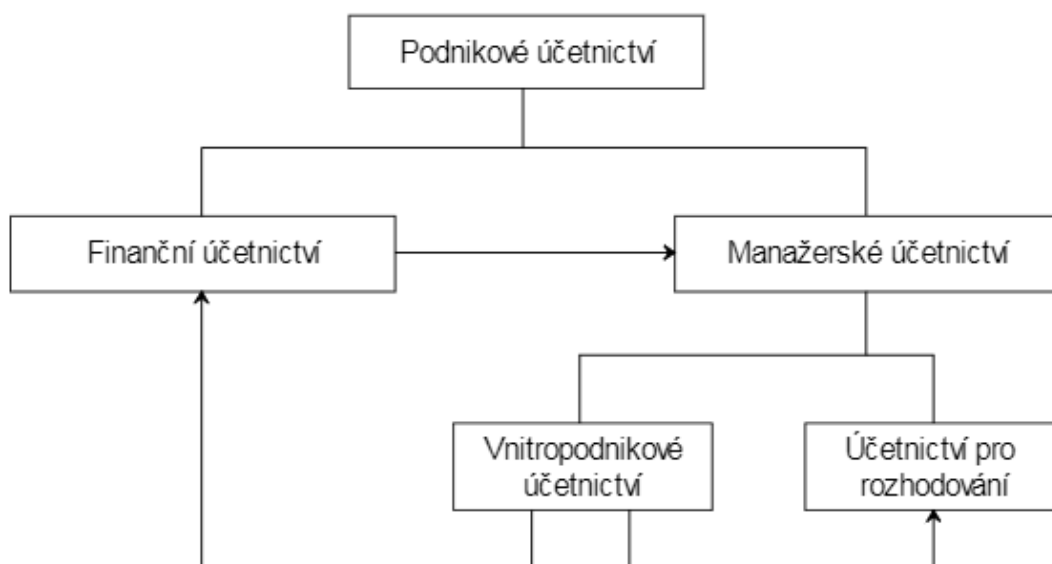 Podnikové účetnictví
Finanční účetnictví
Manažerské účetnictví
Vnitropodnikové
účetnictví
Účetnictví pro
rozhodování